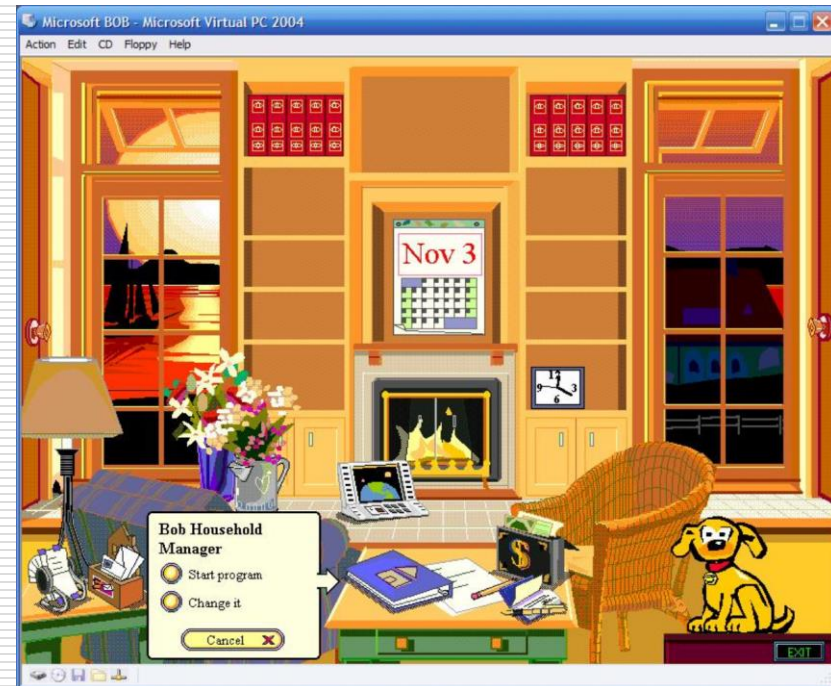 Microsoft BOB - Microsoft Virtual PC 2004
Action Edit CD Floppy Help
Nov 3
12
9 3
6
Bob Household
Manager
Start program
Change it
Cancel X
$
EXIT